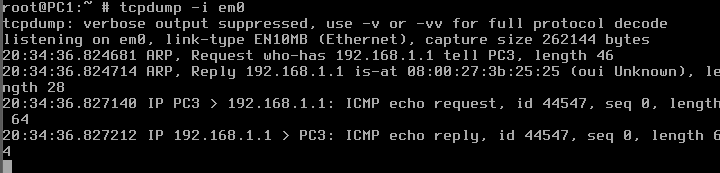 root@PC1:~ # tcpdump -i em0
tcpdump: verbose output suppressed, use -v or -vv for full protocol decode
listening on em0, link-type EN10MB (Ethernet), capture size 262144 bytes
20:34:36.824681 ARP, Request who-has 192.168.1.1 tell PC3, length 46
20:34:36.824714 ARP, Reply 192.168.1.1 is-at 08:00:27:3b:25:25 (oui Unknown), le
ngth 28
20:34:36.827140 IP PC3 > 192.168.1.1: ICMP echo request, id 44547, seq 0, length
 64
20:34:36.827212 IP 192.168.1.1 > PC3: ICMP echo reply, id 44547, seq 0, length 6
4